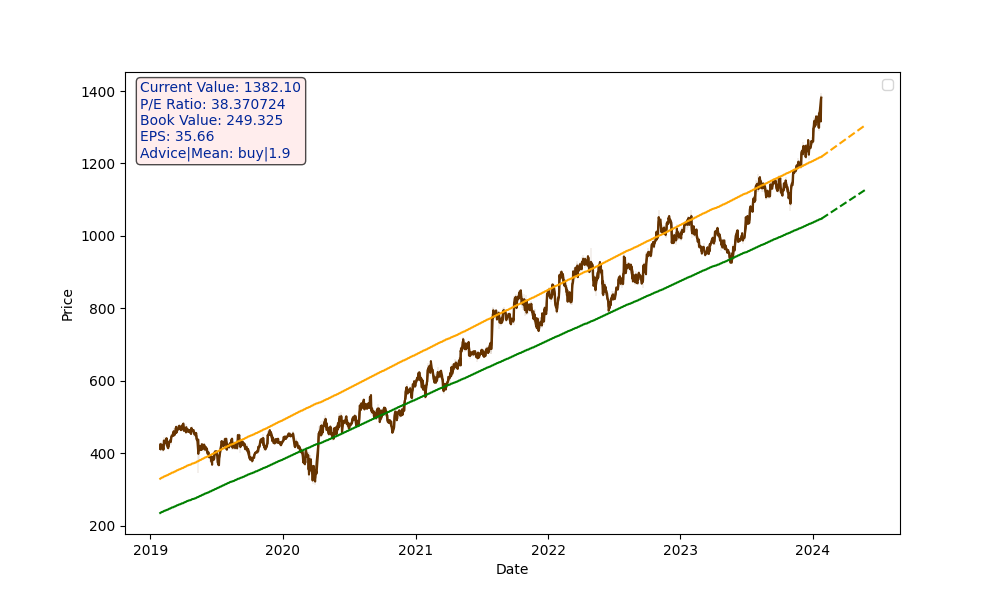 Current Value: 1382.10
P/E Ratio: 38.370724
Book Value: 249.325
EPS: 35.66
Advice|Mean: buy|1.9
1400
1200
1000
800
600
400
200
Price
2019 2020 2021 2022 2023 2024
Date